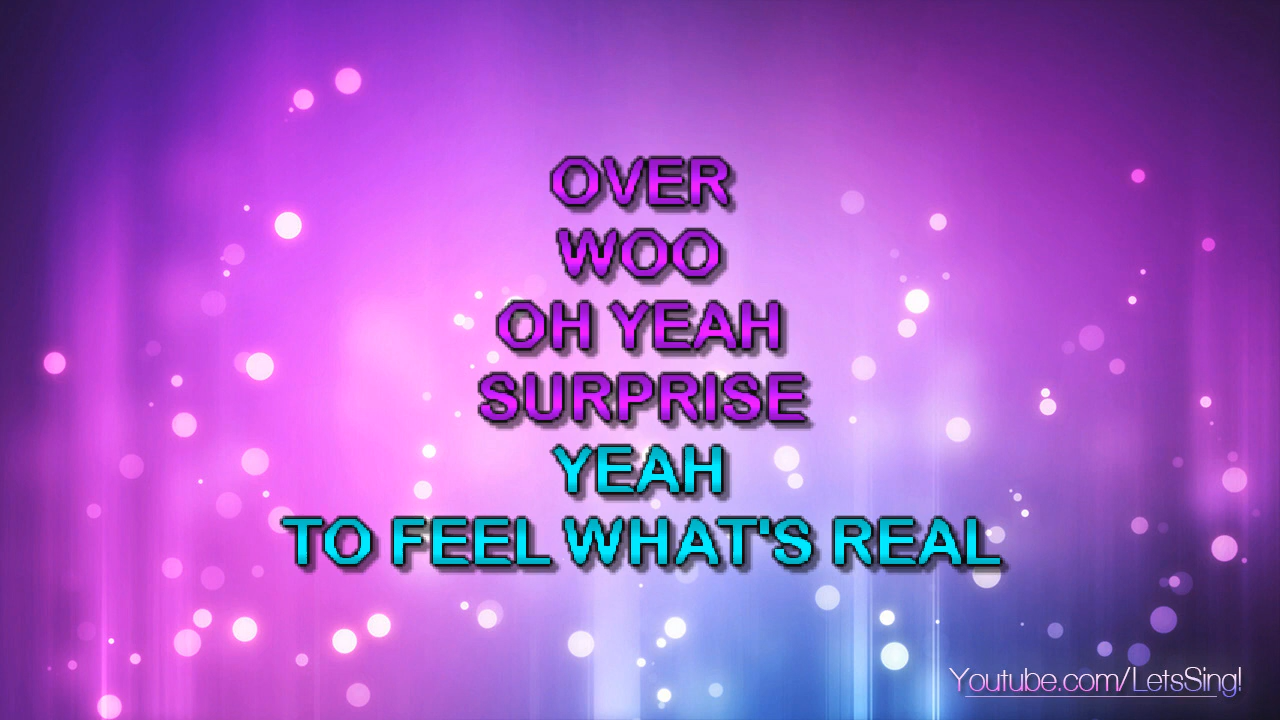 OVER
WOO
OH YEAH
SURPRISE
YEAH
TO FEEL WHAT'S REAL
Youtube.com/LetsSing!